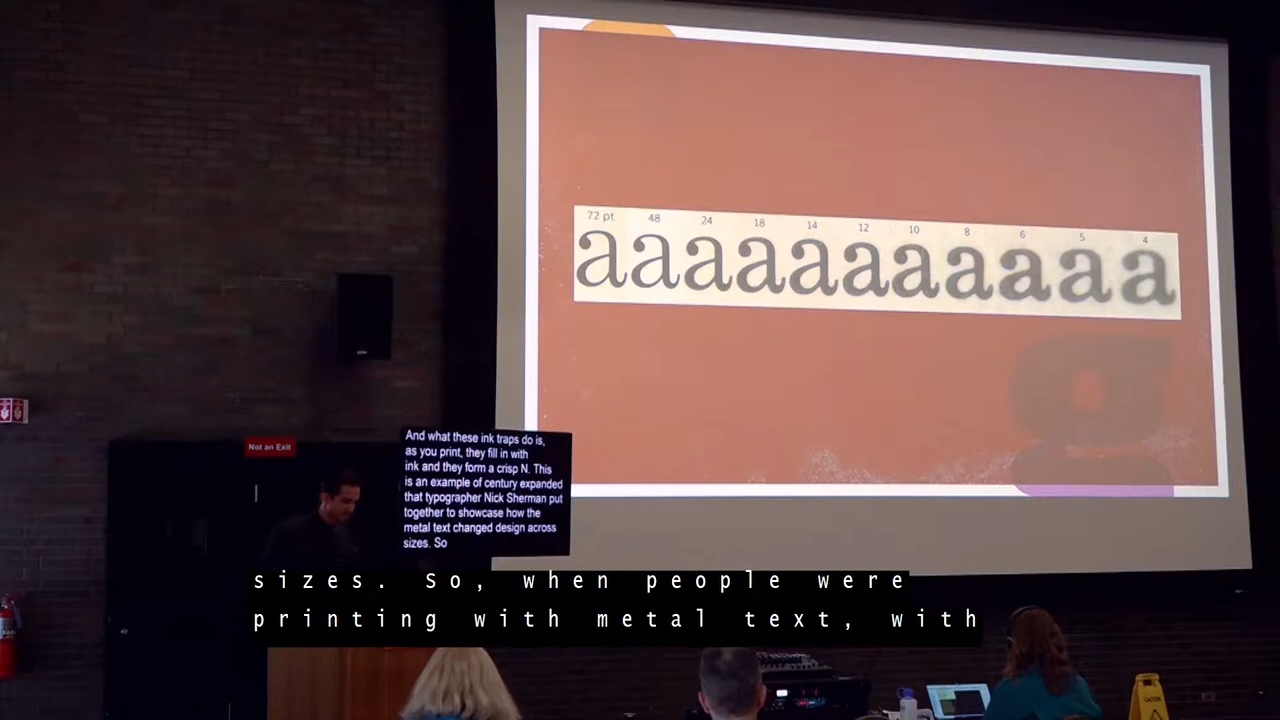 72 pt 48 24 18 14 12 10 8 6 5 4
aaaaaaaaaaa
g
Not an Exit
And what these ink traps do is,
as you print, they fill in with
ink and they form a crisp N. This
is an example of century expanded
that typographer Nick Sherman put
together to showcase how the
metal text changed design across
sizes. So
sizes. So, when people were
printing with metal text, with
CAUTION